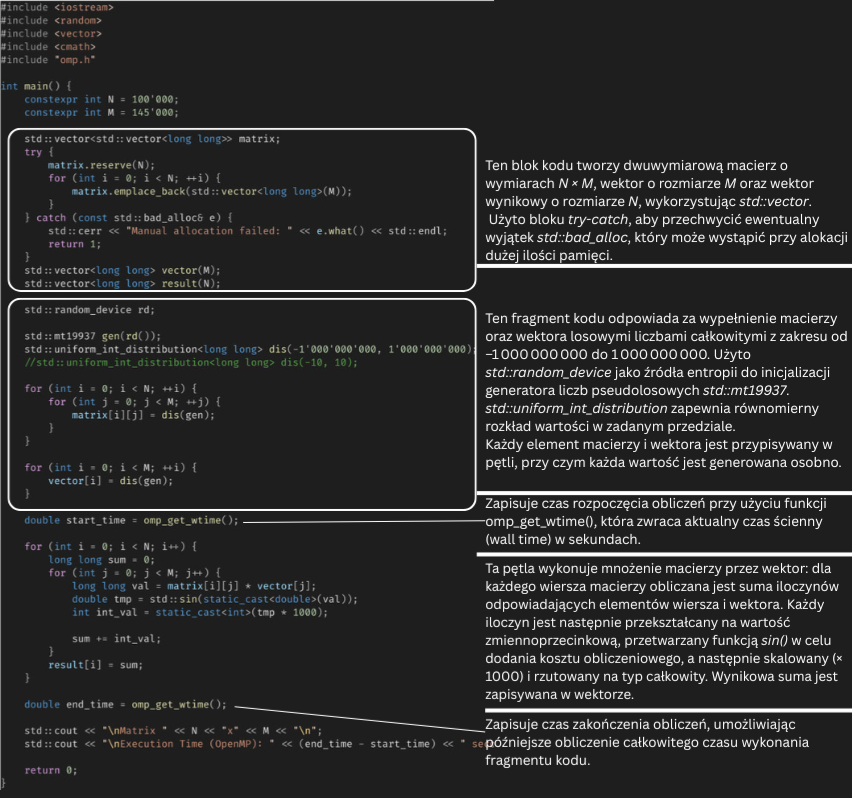 #include <iostream>
#include <random>
#include <vector>
#include <cmath>
#include "omp.h"
int main() {
constexpr int N = 100'000;
constexpr int M = 145'000;
std::vector<std::vector<long long>> matrix;
try {
matrix.reserve(N);
for (int i = 0; i < N; ++i) {
matrix.emplace_back(std::vector<long long>(M));
}
} catch (const std::bad_alloc& e) {
std::cerr << "Manual allocation failed: " << e.what() << std::endl;
return 1;
}
std::vector<long long> vector(M);
std::vector<long long> result(N);
Ten blok kodu tworzy dwuwymiarową macierz o
wymiarach N × M, wektor o rozmiarze M oraz wektor
wynikowy o rozmiarze N, wykorzystując std::vector.
Użyto bloku try-catch, aby przechwycić ewentualny
wyjątek std::bad_alloc, który może wystąpić przy alokacji
dużej ilości pamięci.
std::random_device rd;
std::mt19937 gen(rd());
std::uniform_int_distribution<long long> dis(-1'000'000'000, 1'000'000'000);
//std::uniform_int_distribution<long long> dis(-10, 10);
for (int i = 0; i < N; ++i) {
for (int j = 0; j < M; ++j) {
matrix[i][j] = dis(gen);
}
}
for (int i = 0; i < M; ++i) {
vector[i] = dis(gen);
}
Ten fragment kodu odpowiada za wypełnienie macierzy
oraz wektora losowymi liczbami całkowitymi z zakresu od
−1 000 000 000 do 1 000 000 000. Użyto
std::random_device jako źródła entropii do inicjalizacji
generatora liczb pseudolosowych std::mt19937.
std::uniform_int_distribution zapewnia równomierny
rozkład wartości w zadanym przedziale.
Każdy element macierzy i wektora jest przypisywany w
pętli, przy czym każda wartość jest generowana osobno.
double start_time = omp_get_wtime();
Zapisuje czas rozpoczęcia obliczeń przy użyciu funkcji
omp_get_wtime(), która zwraca aktualny czas ścienny
(wall time) w sekundach.
for (int i = 0; i < N; i++) {
long long sum = 0;
for (int j = 0; j < M; j++) {
long long val = matrix[i][j] * vector[j];
double tmp = std::sin(static_cast<double>(val));
int int_val = static_cast<int>(tmp * 1000);
sum += int_val;
}
result[i] = sum;
}
Ta pętla wykonuje mnożenie macierzy przez wektor: dla
każdego wiersza macierzy obliczana jest suma iloczynów
odpowiadających elementów wiersza i wektora. Każdy
iloczyn jest następnie przekształcany na wartość
zmiennoprzecinkową, przetwarzany funkcją sin() w celu
dodania kosztu obliczeniowego, a następnie skalowany (×
1000) i rzutowany na typ całkowity. Wynikowa suma jest
zapisywana w wektorze.
double end_time = omp_get_wtime();
std::cout << "\nMatrix " << N << "x" << M << "\n";
std::cout << "\nExecution Time (OpenMP): " << (end_time - start_time) << "
return 0;
}
Zapisuje czas zakończenia obliczeń, umożliwiając
późniejsze obliczenie całkowitego czasu wykonania
fragmentu kodu.